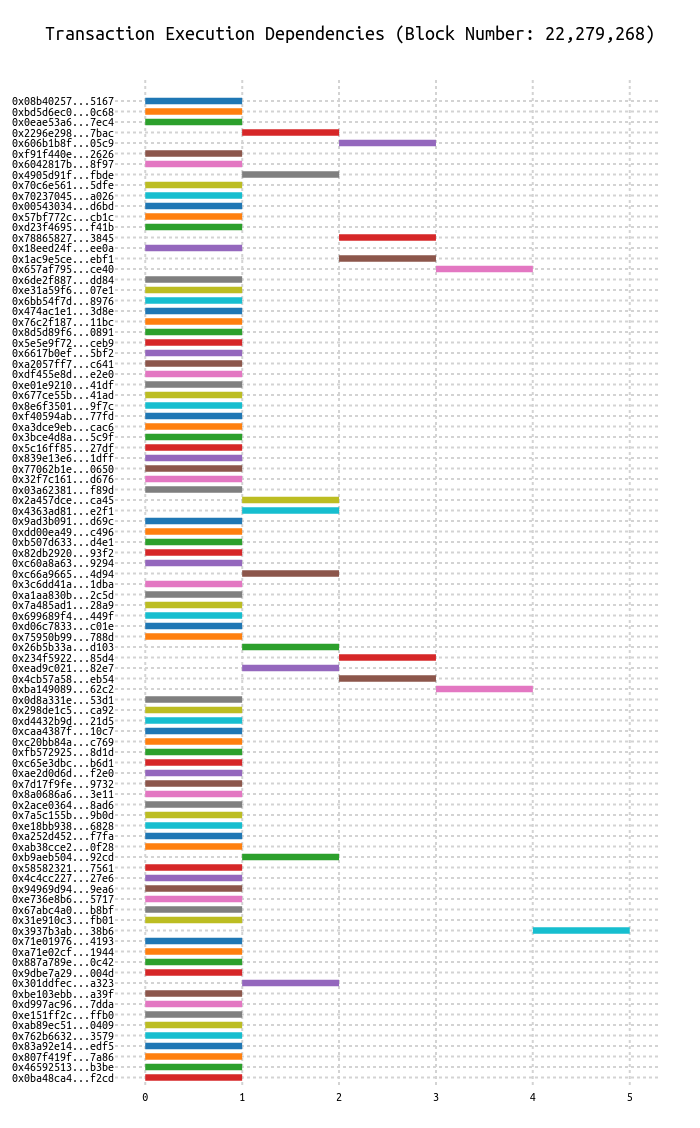 Transaction Execution Dependencies (Block Number: 22,279,268)
0x08b40257...5167
0xbd5d6ec0...0c68
0x0eae53a6...7ec4
0x2296e298...7bac
0x606b1b8f...05c9
0xf91f440e...2626
0x6042817b...8f97
0x4905d91f...fbde
0x70c6e561...5dfe
0x70237045...a026
0x00543034...d6bd
0x57bf772c...cb1c
0xd23f4695...f41b
0x78865827...3845
0x18eed24f...ee0a
0x1ac9e5ce...ebf1
0x657af795...ce40
0x6de2f887...dd84
0xe31a59f6...07e1
0x6bb54f7d...8976
0x474ac1e1...3d8e
0x76c2f187...11bc
0x8d5d89f6...0891
0x5e5e9f72...ceb9
0x6617b0ef...5bf2
0xa2057ff7...c641
0xdf455e8d...e2e0
0xe01e9210...41df
0x677ce55b...41ad
0x8e6f3501...9f7c
0xf40594ab...77fd
0xa3dce9eb...cac6
0x3bce4d8a...5c9f
0x5c16ff85...27df
0x839e13e6...1dff
0x77062b1e...0650
0x32f7c161...d676
0x03a62381...f89d
0x2a457dce...ca45
0x4363ad81...e2f1
0x9ad3b091...d69c
0xdd00ea49...c496
0xb507d633...d4e1
0x82db2920...93f2
0xc60a8a63...9294
0xc66a9665...4d94
0x3c6dd41a...1dba
0xa1aa830b...2c5d
0x7a485ad1...28a9
0x699689f4...449f
0xd06c7833...c01e
0x75950b99...788d
0x26b5b33a...d103
0x234f5922...85d4
0xead9c021...82e7
0x4cb57a58...eb54
0xba149089...62c2
0x0d8a331e...53d1
0x298de1c5...ca92
0xd4432b9d...21d5
0xcaa4387f...10c7
0xc20bb84a...c769
0xfb572925...8d1d
0xc65e3dbc...b6d1
0xae2d0d6d...f2e0
0x7d17f9fe...9732
0x8a0686a6...3e11
0x2ace0364...8ad6
0x7a5c155b...9b0d
0xe18bb938...6828
0xa252d452...f7fa
0xab38cce2...0f28
0xb9aeb504...92cd
0x58582321...7561
0x4c4cc227...27e6
0x94969d94...9ea6
0xe736e8b6...5717
0x67abc4a0...b8bf
0x31e910c3...fb01
0x3937b3ab...38b6
0x71e01976...4193
0xa71e02cf...1944
0x887a789e...0c42
0x9dbe7a29...004d
0x301ddfec...a323
0xbe103ebb...a39f
0xd997ac96...7dda
0xe151ff2c...ffb0
0xab89ec51...0409
0x762b6632...3579
0x83a92e14...edf5
0x807f419f...7a86
0x46592513...b3be
0x0ba48ca4...f2cd
0 1 2 3 4 5